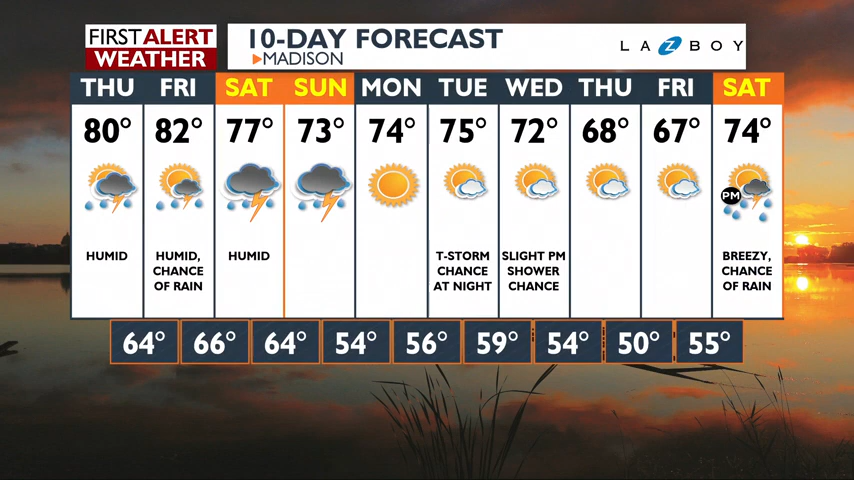 FIRST ALERT
WEATHER
10-DAY FORECAST
MADISON
LA Z BOY
THU FRI SAT SUN MON TUE WED THU FRI SAT
80° 82° 77° 73° 74° 75° 72° 68° 67° 74°
PM
HUMID
HUMID,
CHANCE
OF RAIN
HUMID
T-STORM
CHANCE
AT NIGHT
SLIGHT PM
SHOWER
CHANCE
BREEZY,
CHANCE
OF RAIN
64° 66° 64° 54° 56° 59° 54° 50° 55°